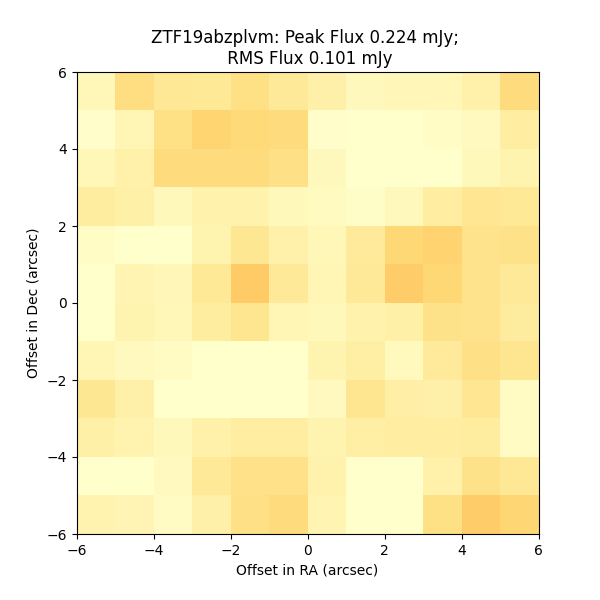 ZTF19abzplvm: Peak Flux 0.224 mJy;
RMS Flux 0.101 mJy
6
4
2
0
−2
−4
−6
Offset in Dec (arcsec)
−6 −4 −2 0 2 4 6
Offset in RA (arcsec)